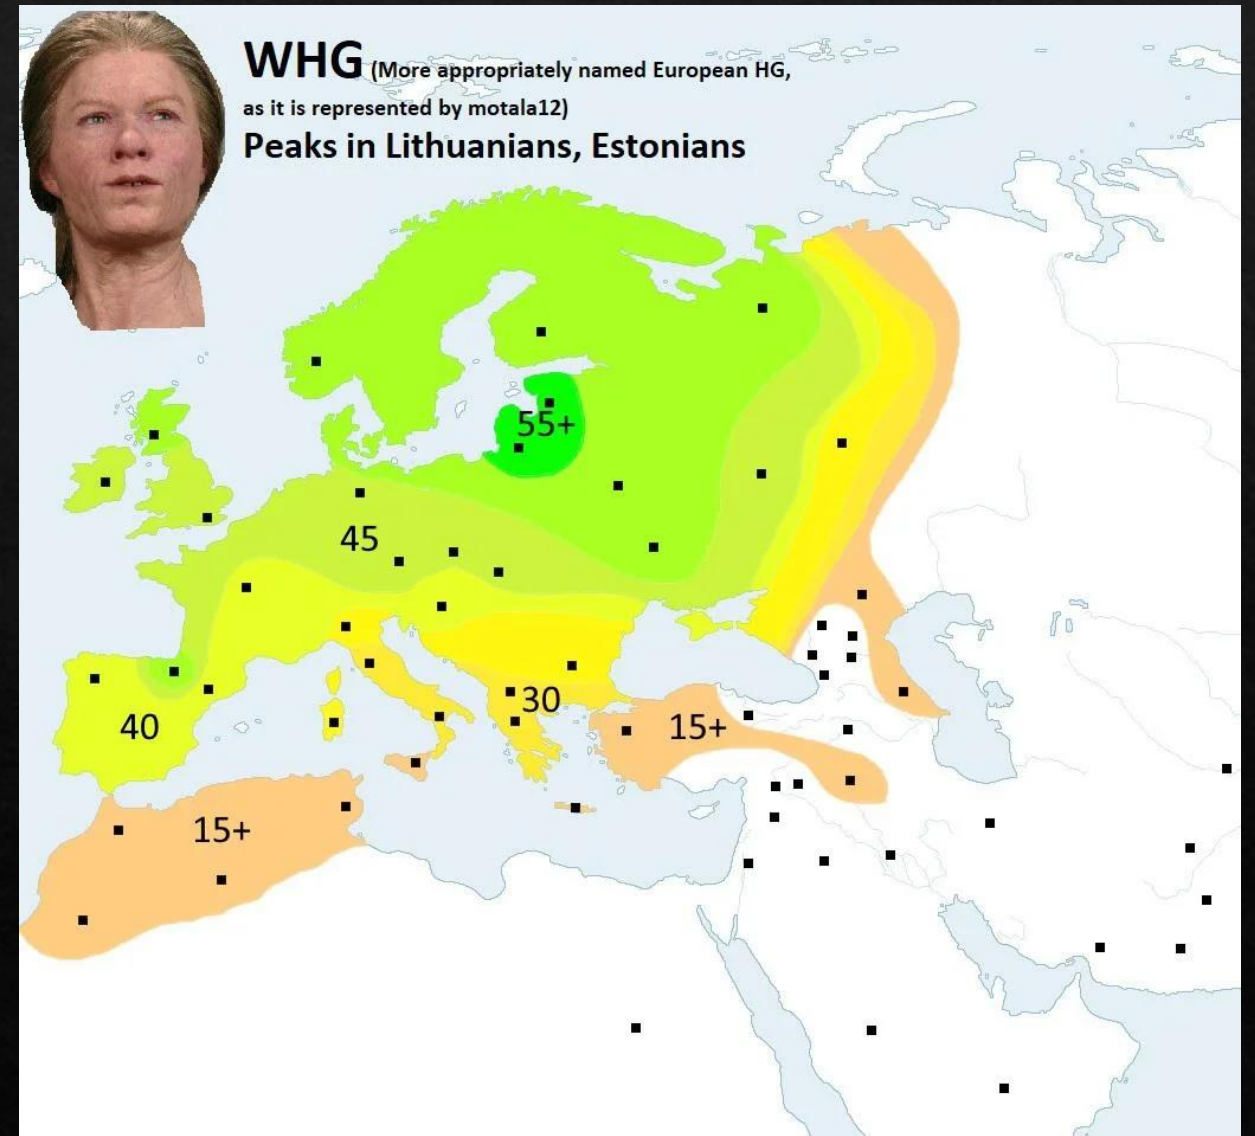 WHG (More appropriately named European HG,
as it is represented by motala12)
Peaks in Lithuanians, Estonians
55+
45
40
30
15+
15+